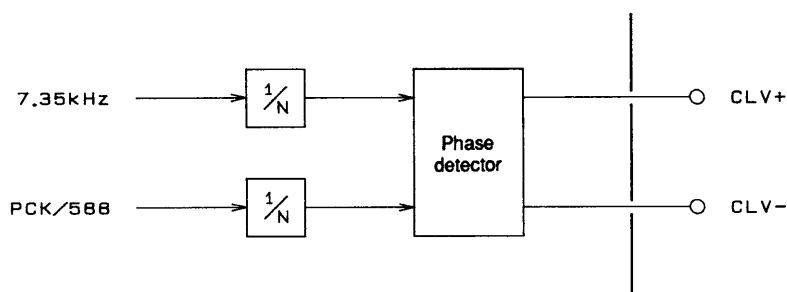 7.35kHz
1/N
Phase
detector
CLV+
PCK/588
1/N
CLV−